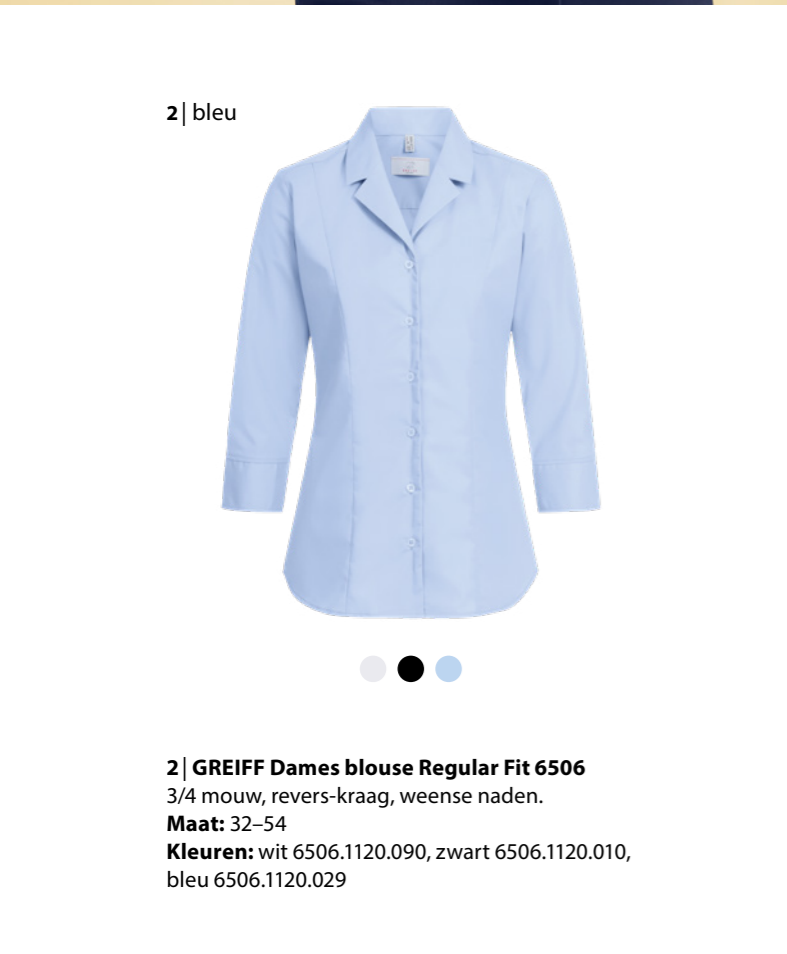 2| bleu
2| GREIFF Dames blouse Regular Fit 6506
3/4 mouw, revers-kraag, weense naden.
Maat: 32–54
Kleuren: wit 6506.1120.090, zwart 6506.1120.010,
bleu 6506.1120.029